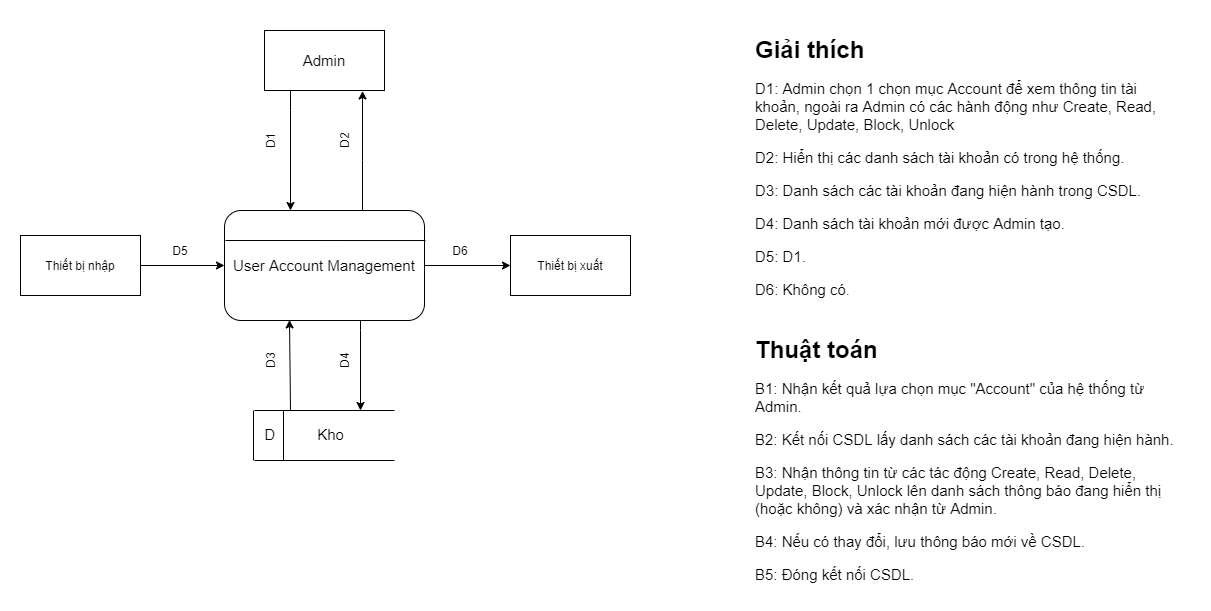 Admin
D1
D2
Thiết bị nhập
D5
User Account Management
D6
Thiết bị xuất
D3
D4
D
Kho
Giải thích
D1: Admin chọn 1 chọn mục Account để xem thông tin tài
khoản, ngoài ra Admin có các hành động như Create, Read,
Delete, Update, Block, Unlock
D2: Hiển thị các danh sách tài khoản có trong hệ thống.
D3: Danh sách các tài khoản đang hiện hành trong CSDL.
D4: Danh sách tài khoản mới được Admin tạo.
D5: D1.
D6: Không có.
Thuật toán
B1: Nhận kết quả lựa chọn mục "Account" của hệ thống từ
Admin.
B2: Kết nối CSDL lấy danh sách các tài khoản đang hiện hành.
B3: Nhận thông tin từ các tác động Create, Read, Delete,
Update, Block, Unlock lên danh sách thông báo đang hiển thị
(hoặc không) và xác nhận từ Admin.
B4: Nếu có thay đổi, lưu thông báo mới về CSDL.
B5: Đóng kết nối CSDL.